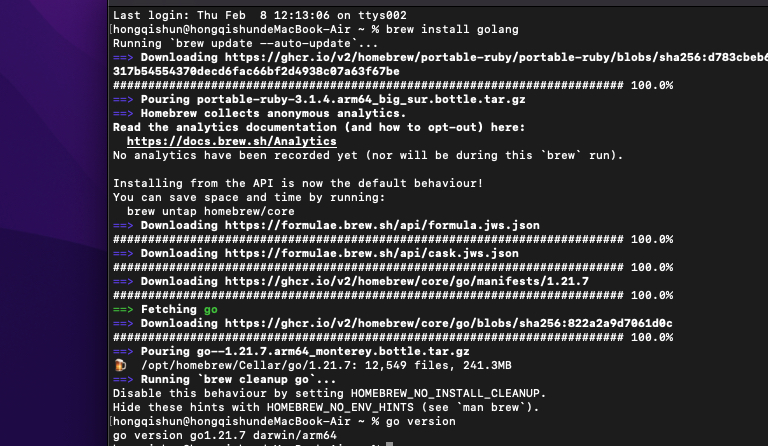 Last login: Thu Feb  8 12:13:06 on ttys002
[hongqishun@hongqishundeMacBook-Air ~ % brew install golang
Running `brew update --auto-update`...
==> Downloading https://ghcr.io/v2/homebrew/portable-ruby/portable-ruby/blobs/sha256:d783cbeb6
317b54554370decd6fac66bf2d4938c07a63f67be
######################################################################## 100.0%
==> Pouring portable-ruby-3.1.4.arm64_big_sur.bottle.tar.gz
==> Homebrew collects anonymous analytics.
Read the analytics documentation (and how to opt-out) here:
  https://docs.brew.sh/Analytics
No analytics have been recorded yet (nor will be during this `brew` run).
Installing from the API is now the default behaviour!
You can save space and time by running:
  brew untap homebrew/core
==> Downloading https://formulae.brew.sh/api/formula.jws.json
######################################################################## 100.0%
==> Downloading https://formulae.brew.sh/api/cask.jws.json
######################################################################## 100.0%
==> Downloading https://ghcr.io/v2/homebrew/core/go/manifests/1.21.7
######################################################################## 100.0%
==> Fetching go
==> Downloading https://ghcr.io/v2/homebrew/core/go/blobs/sha256:822a2a9d7061d0c
######################################################################## 100.0%
==> Pouring go--1.21.7.arm64_monterey.bottle.tar.gz
🍺  /opt/homebrew/Cellar/go/1.21.7: 12,549 files, 241.3MB
==> Running `brew cleanup go`...
Disable this behaviour by setting HOMEBREW_NO_INSTALL_CLEANUP.
Hide these hints with HOMEBREW_NO_ENV_HINTS (see `man brew`).
[hongqishun@hongqishundeMacBook-Air ~ % go version
go version go1.21.7 darwin/arm64